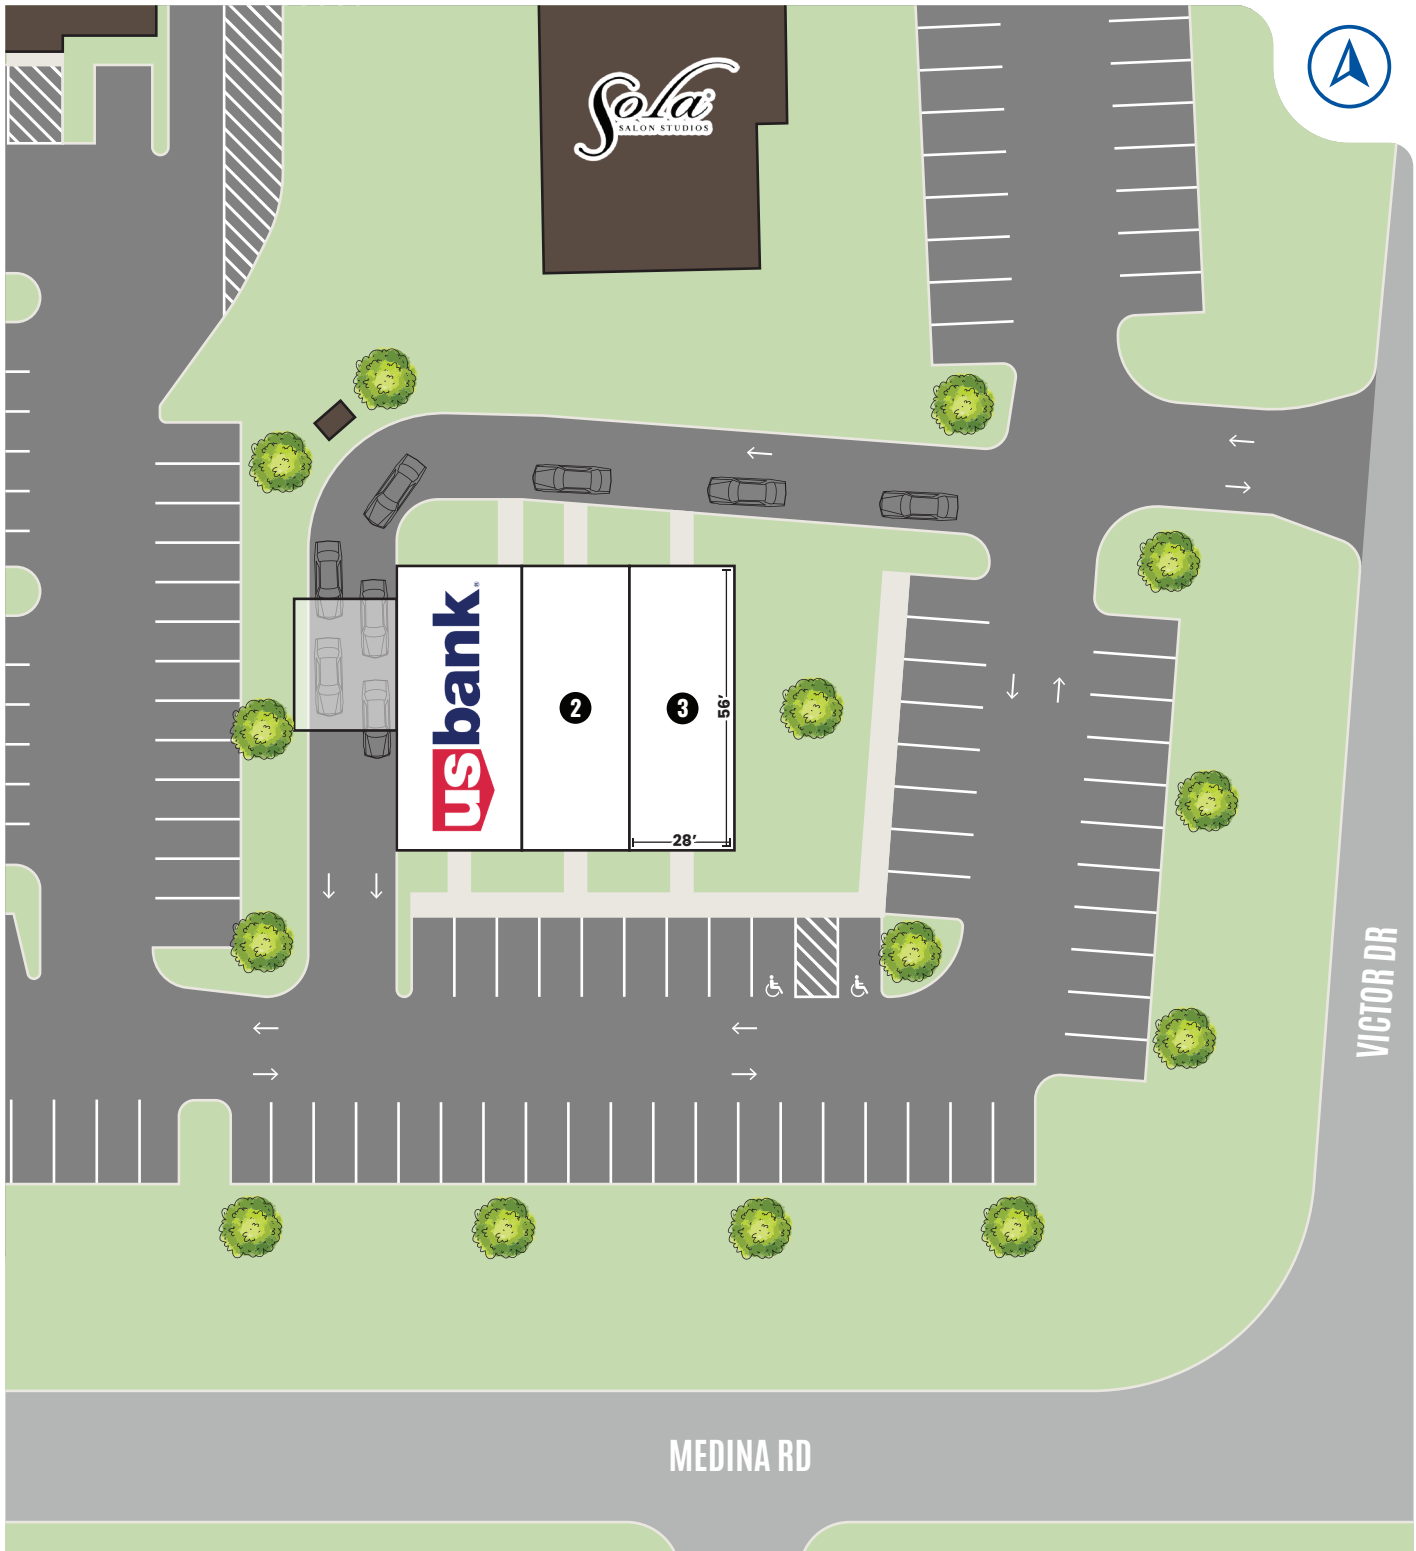 Sola
SALON STUDIOS
usbank®
2
3
56'
28'
VICTOR DR
MEDINA RD